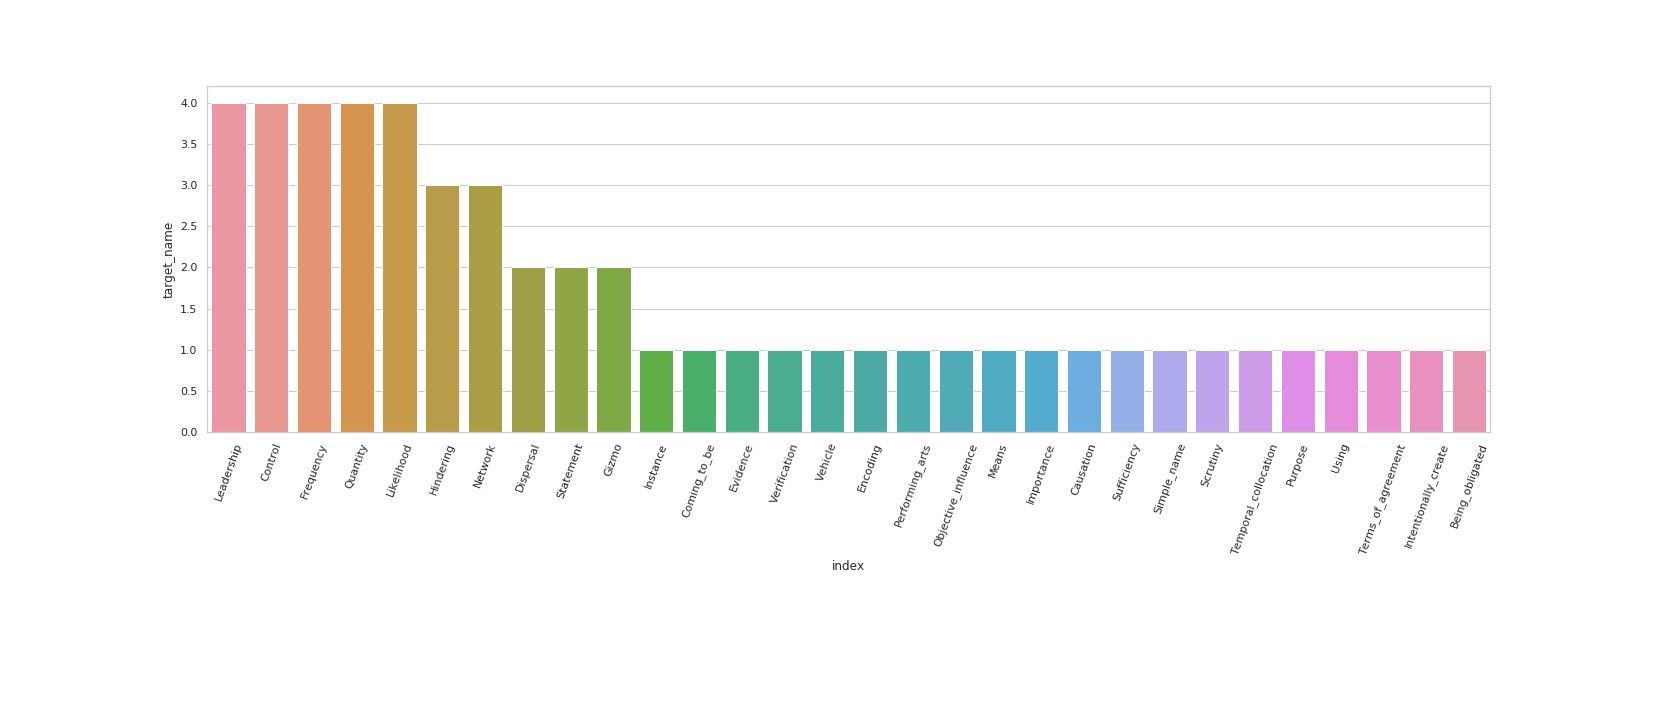 4.0
3.5
3.0
2.5
2.0
1.5
1.0
0.5
0.0
target_name
Leadership
Control
Frequency
Quantity
Likelihood
Hindering
Network
Dispersal
Statement
Gizmo
Instance
Coming_to_be
Evidence
Verification
Vehicle
Encoding
Performing_arts
Objective_influence
Means
Importance
Causation
Sufficiency
Simple_name
Scrutiny
Temporal_collocation
Purpose
Using
Terms_of_agreement
Intentionally_create
Being_obligated
index